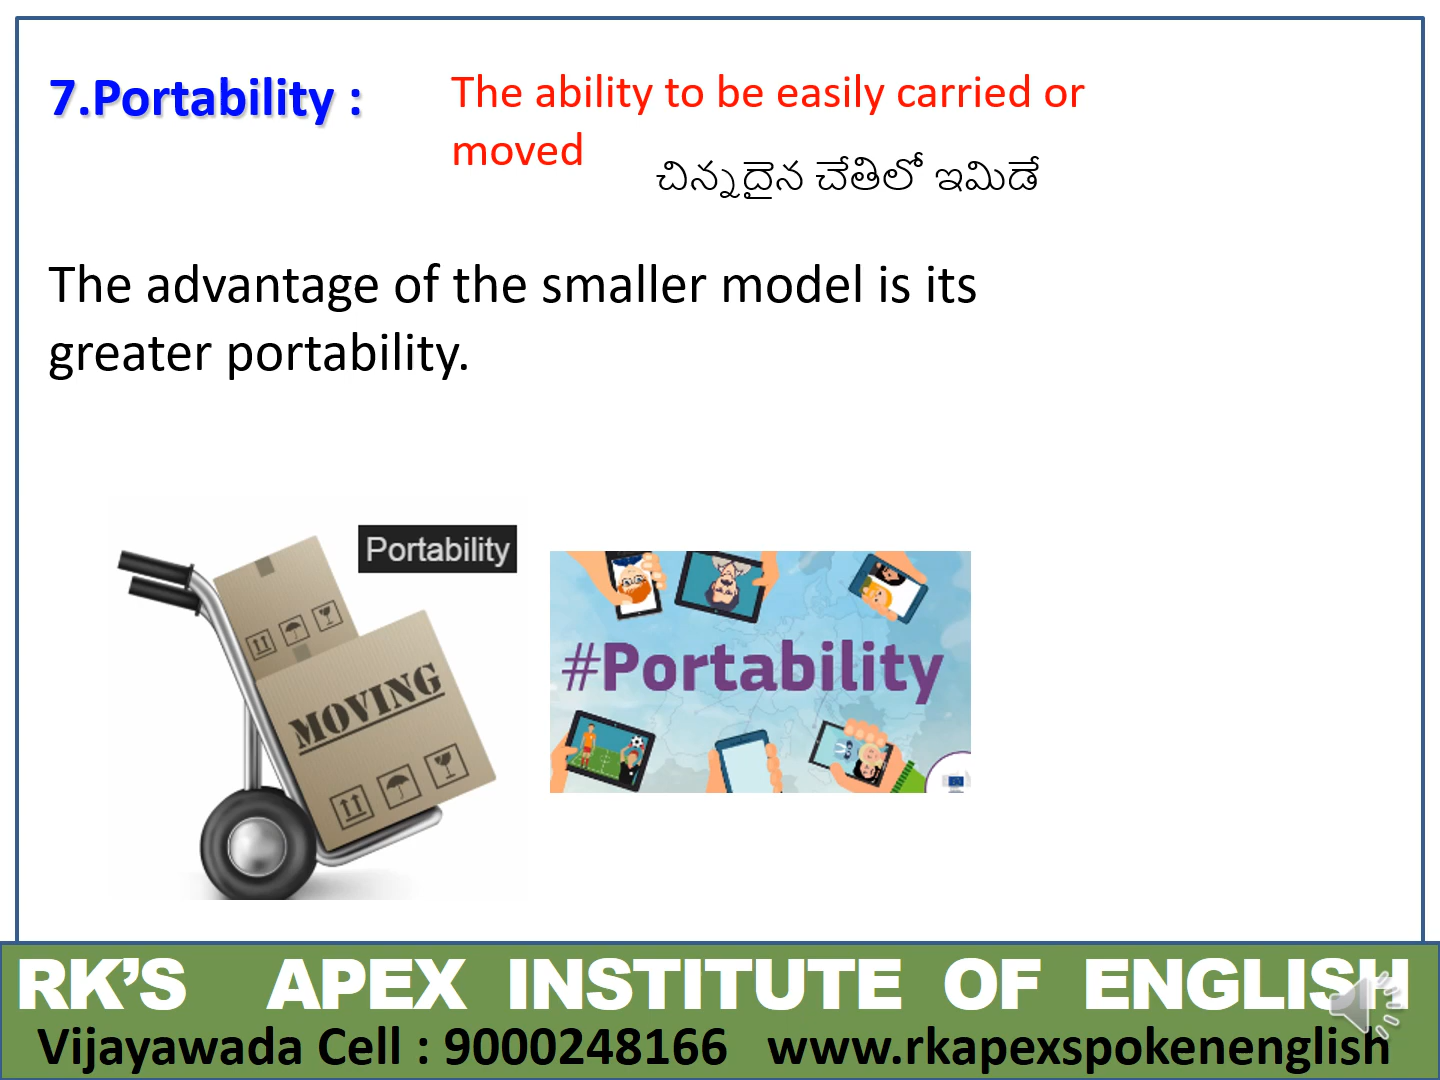 7.Portability :
The ability to be easily carried or
moved
చిన్నదైన చేతిలో ఇమిడే
The advantage of the smaller model is its
greater portability.
Portability
MOVING
#Portability
RK’S APEX INSTITUTE OF ENGLISH
Vijayawada Cell : 9000248166 www.rkapexspokenenglish